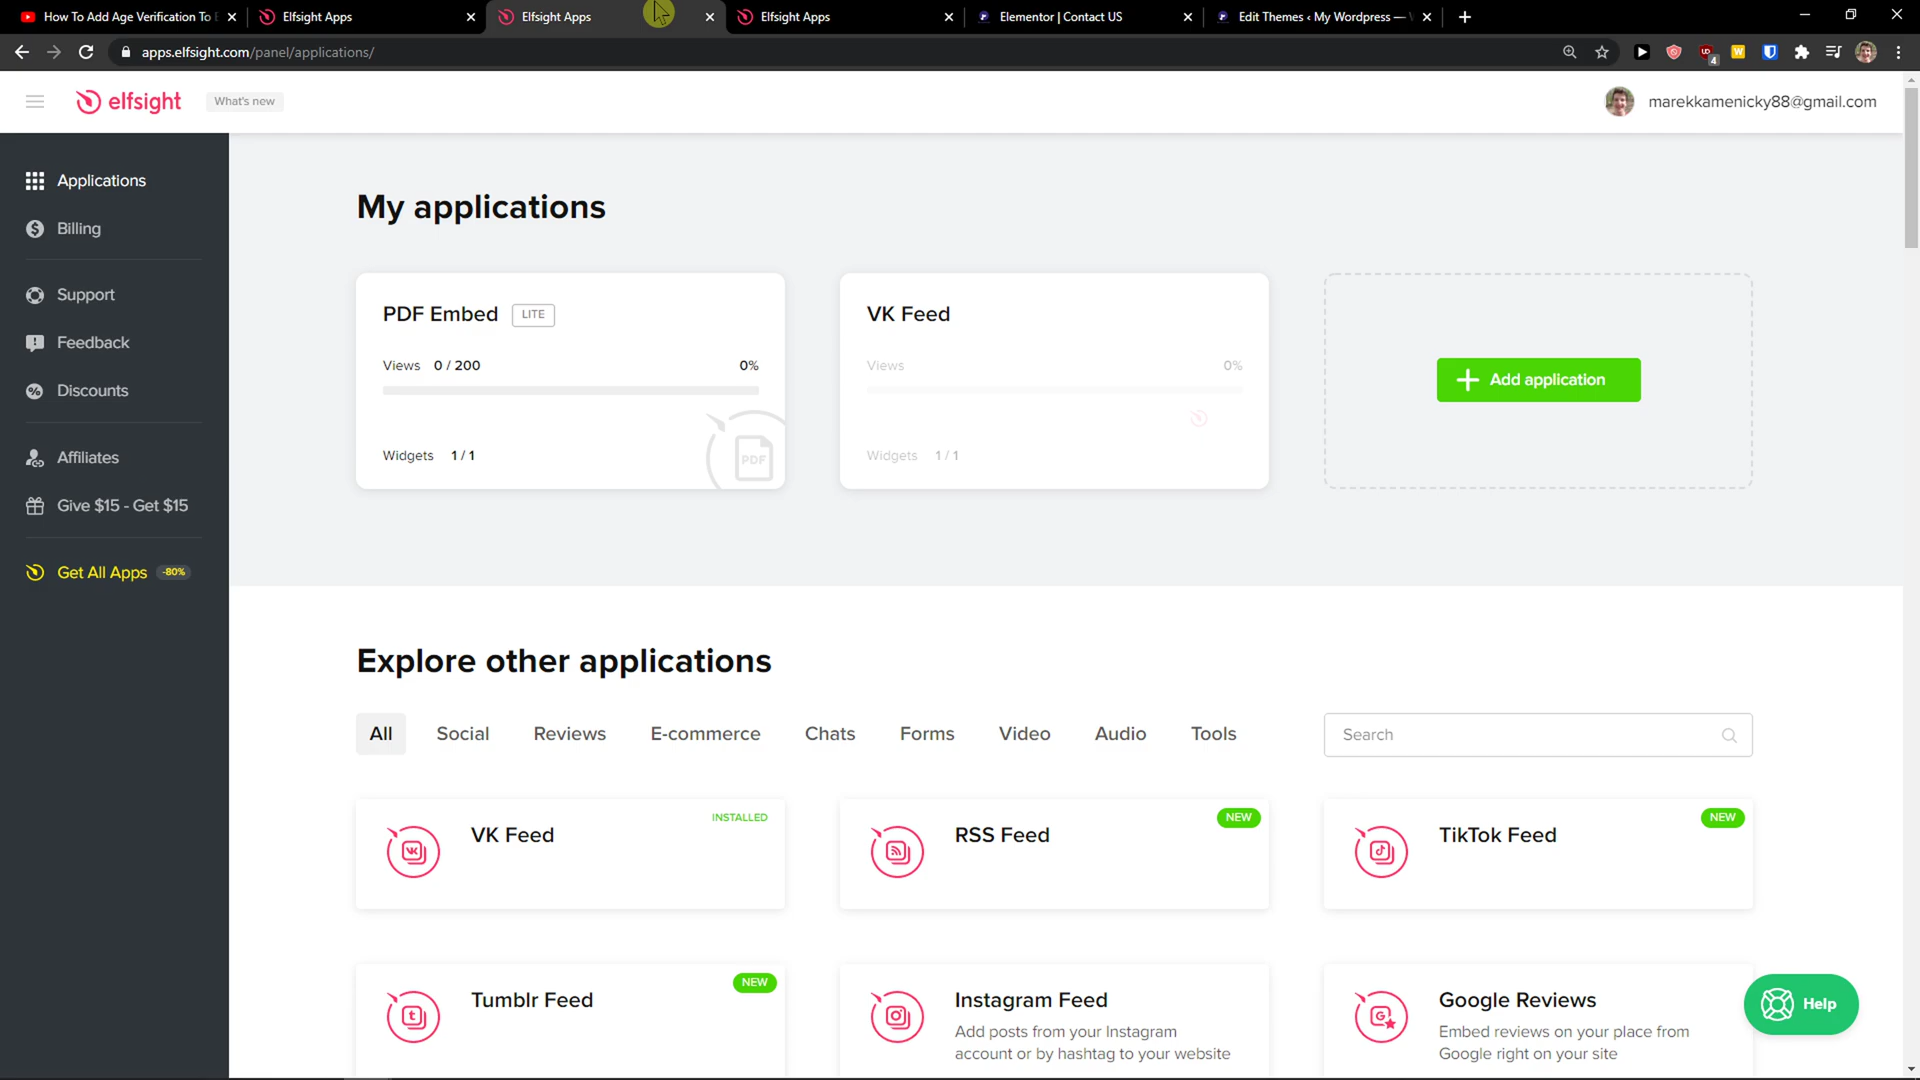 How To Add Age Verification To
Elfsight Apps
Elfsight Apps
Elfsight Apps
Elementor | Contact US
Edit Themes ‹ My Wordpress —
apps.elfsight.com/panel/applications/
4
elfsight
What's new
marekkamenicky88@gmail.com
Applications
Billing
Support
Feedback
Discounts
Affiliates
Give $15 - Get $15
Get All Apps
-80%
My applications
PDF Embed
LITE
Views 0 / 200
0%
Widgets 1 / 1
PDF
VK Feed
Views
0%
Widgets 1 / 1
Add application
Explore other applications
All
Social
Reviews
E-commerce
Chats
Forms
Video
Audio
Tools
Search
VK Feed
INSTALLED
RSS Feed
NEW
TikTok Feed
NEW
Tumblr Feed
NEW
Instagram Feed
Add posts from your Instagram
account or by hashtag to your website
Google Reviews
Embed reviews on your place from
Google right on your site
Help